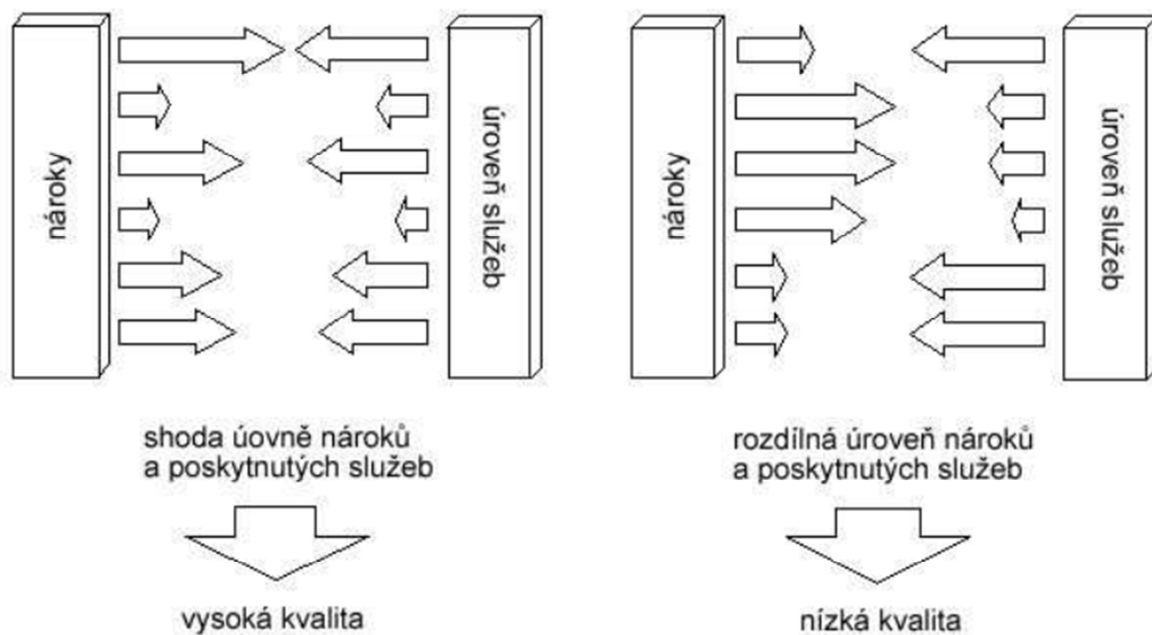 nároky
úroveň služeb
shoda úovně nároků
a poskytnutých služeb
vysoká kvalita
nároky
úroveň služeb
rozdílná úroveň nároků
a poskytnutých služeb
nízká kvalita